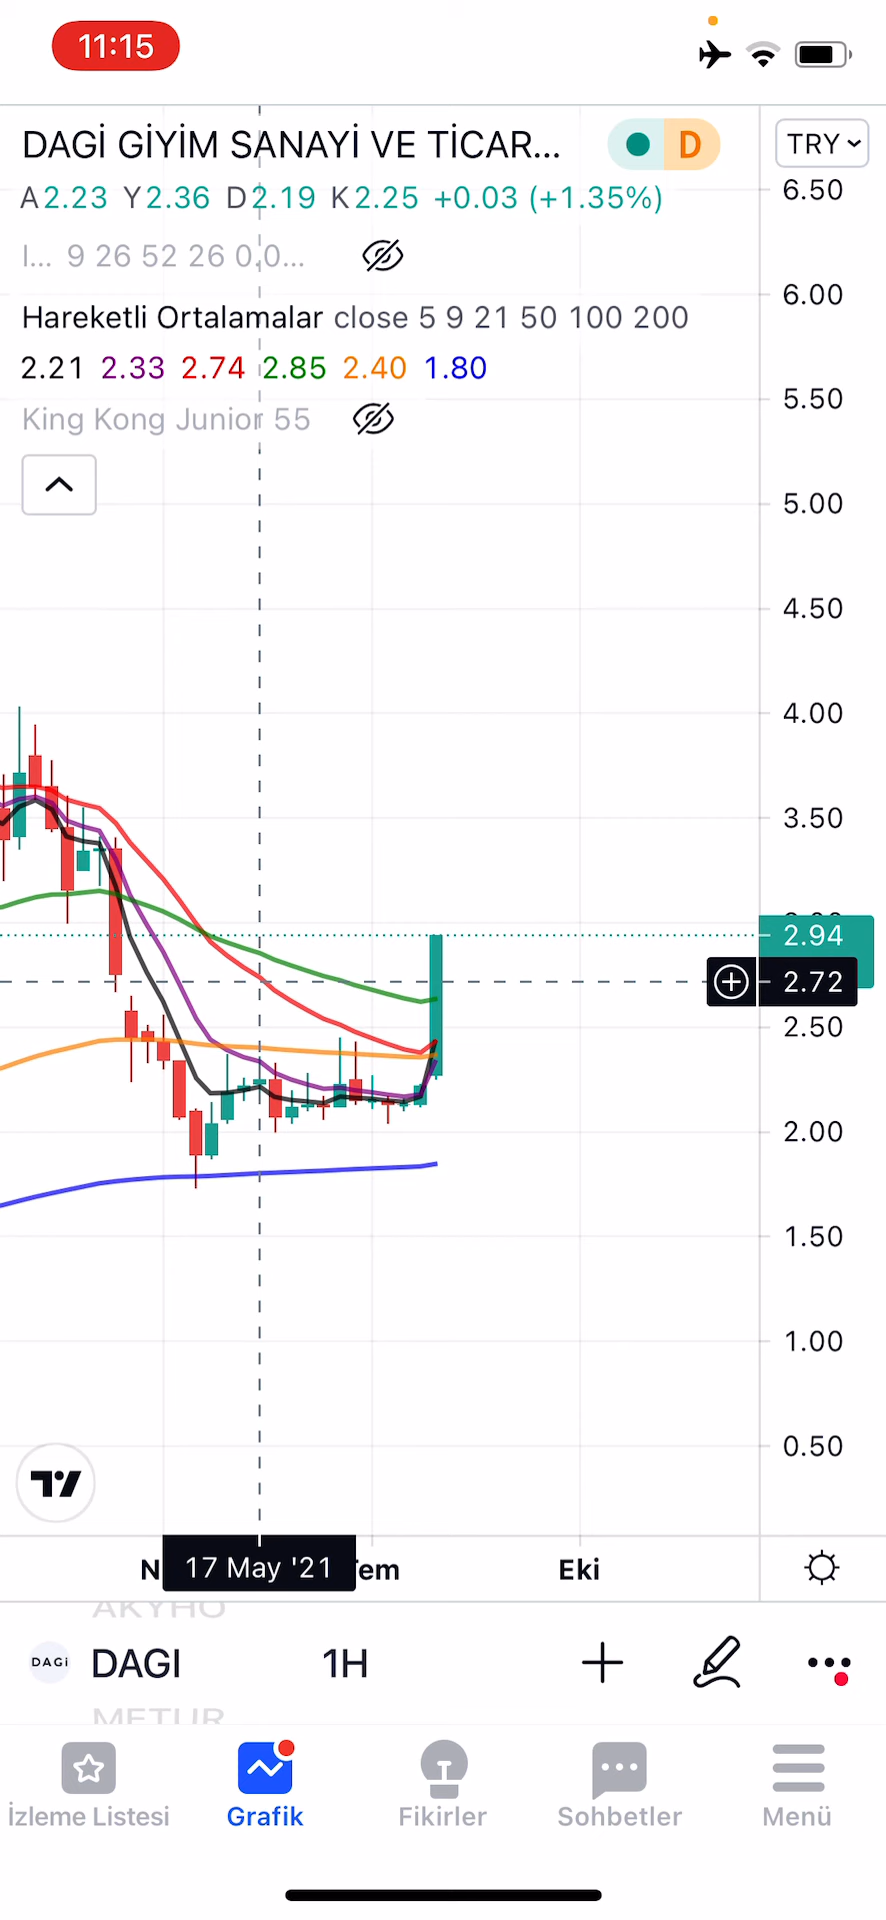 11:15
DAGİ GİYİM SANAYİ VE TİCAR... D TRY
A2.23 Y2.36 D2.19 K2.25 +0.03 (+1.35%)
I... 9 26 52 26 0.0...
Hareketli Ortalamalar close 5 9 21 50 100 200
2.21 2.33 2.74 2.85 2.40 1.80
King Kong Junior 55
6.50
6.00
5.50
5.00
4.50
4.00
3.50
2.94
2.72
2.50
2.00
1.50
1.00
0.50
N 17 May '21 em Eki
AKYHO
DAGi DAGI 1H
METUR
İzleme Listesi Grafik Fikirler Sohbetler Menü